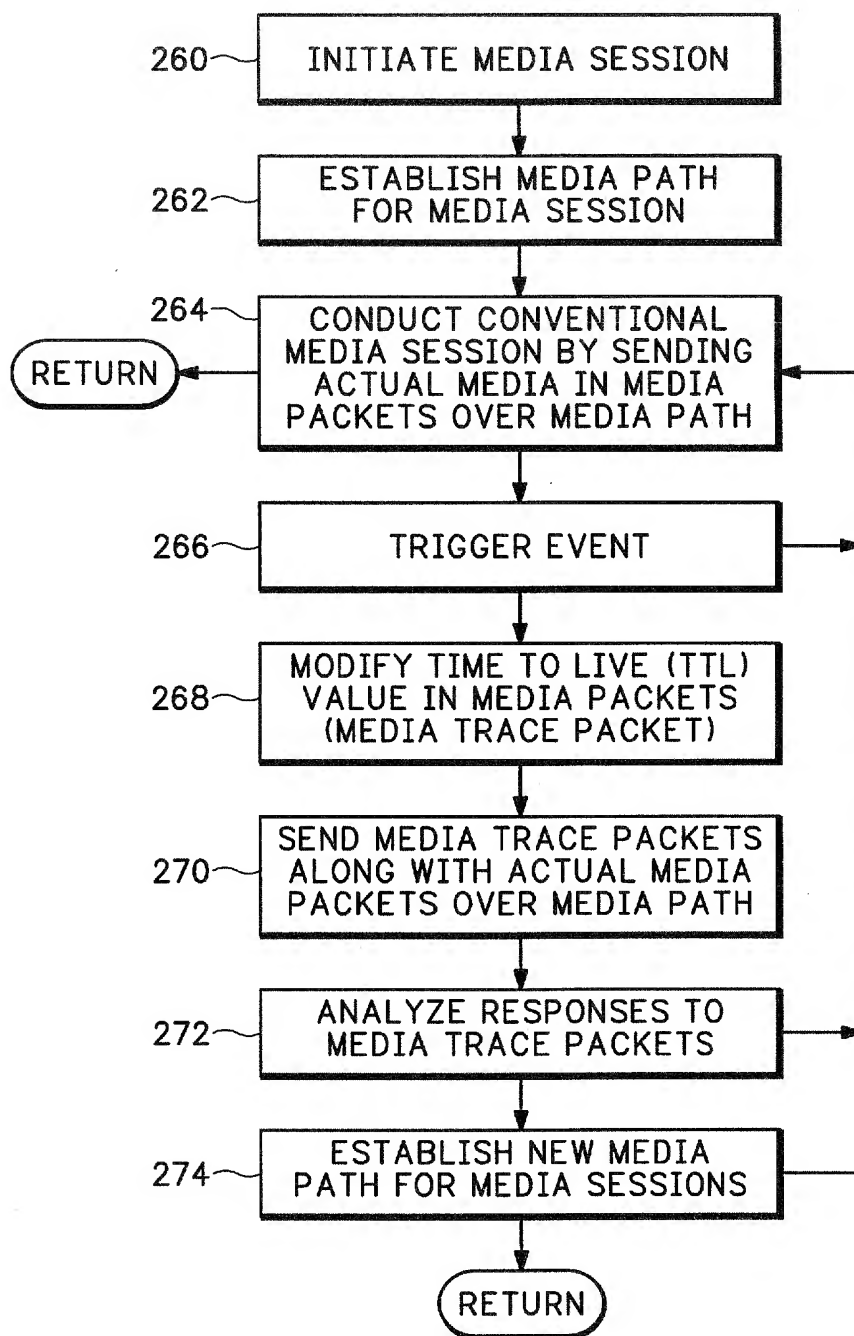 260
INITIATE MEDIA SESSION
262
ESTABLISH MEDIA PATH
FOR MEDIA SESSION
264
CONDUCT CONVENTIONAL
MEDIA SESSION BY SENDING
ACTUAL MEDIA IN MEDIA
PACKETS OVER MEDIA PATH
RETURN
266
TRIGGER EVENT
268
MODIFY TIME TO LIVE (TTL)
VALUE IN MEDIA PACKETS
(MEDIA TRACE PACKET)
270
SEND MEDIA TRACE PACKETS
ALONG WITH ACTUAL MEDIA
PACKETS OVER MEDIA PATH
272
ANALYZE RESPONSES TO
MEDIA TRACE PACKETS
274
ESTABLISH NEW MEDIA
PATH FOR MEDIA SESSIONS
RETURN